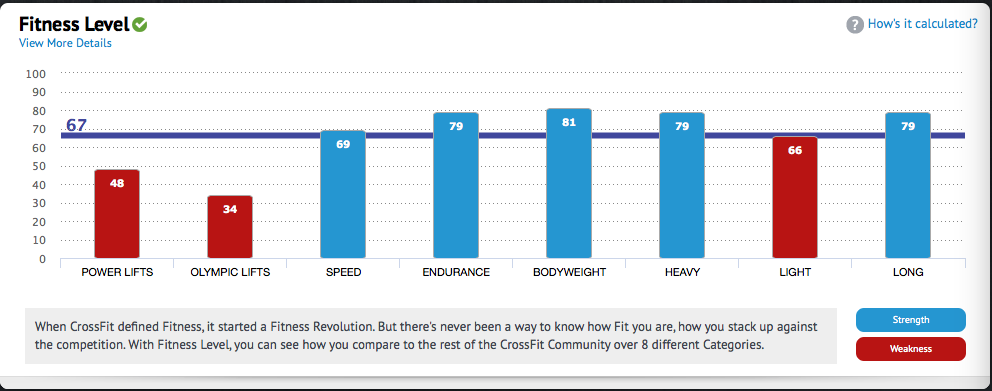 Fitness Level
? How's it calculated?
View More Details
100
90
80
70
60
50
40
30
20
10
0
67
48
34
69
79
81
79
66
79
POWER LIFTS
OLYMPIC LIFTS
SPEED
ENDURANCE
BODYWEIGHT
HEAVY
LIGHT
LONG
When CrossFit defined Fitness, it started a Fitness Revolution. But there's never been a way to know how Fit you are, how you stack up against
the competition. With Fitness Level, you can see how you compare to the rest of the CrossFit Community over 8 different Categories.
Strength
Weakness